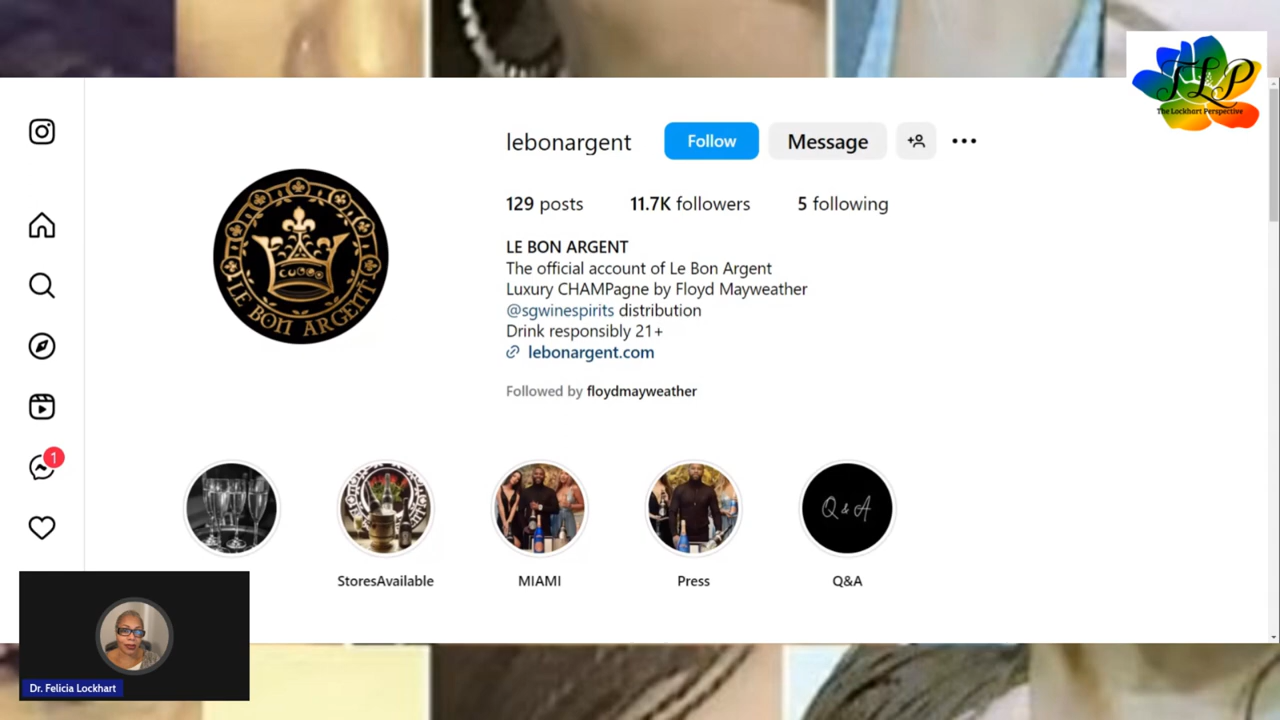 TLP
The Lockhart Perspective
lebonargent
Follow
Message
129 posts
11.7K followers
5 following
LE BON ARGENT
The official account of Le Bon Argent
Luxury CHAMPagne by Floyd Mayweather
@sgwinespirits distribution
Drink responsibly 21+
lebonargent.com
Followed by floydmayweather
LE BON ARGENT
1
Q & A
StoresAvailable
MIAMI
Press
Q&A
Dr. Felicia Lockhart